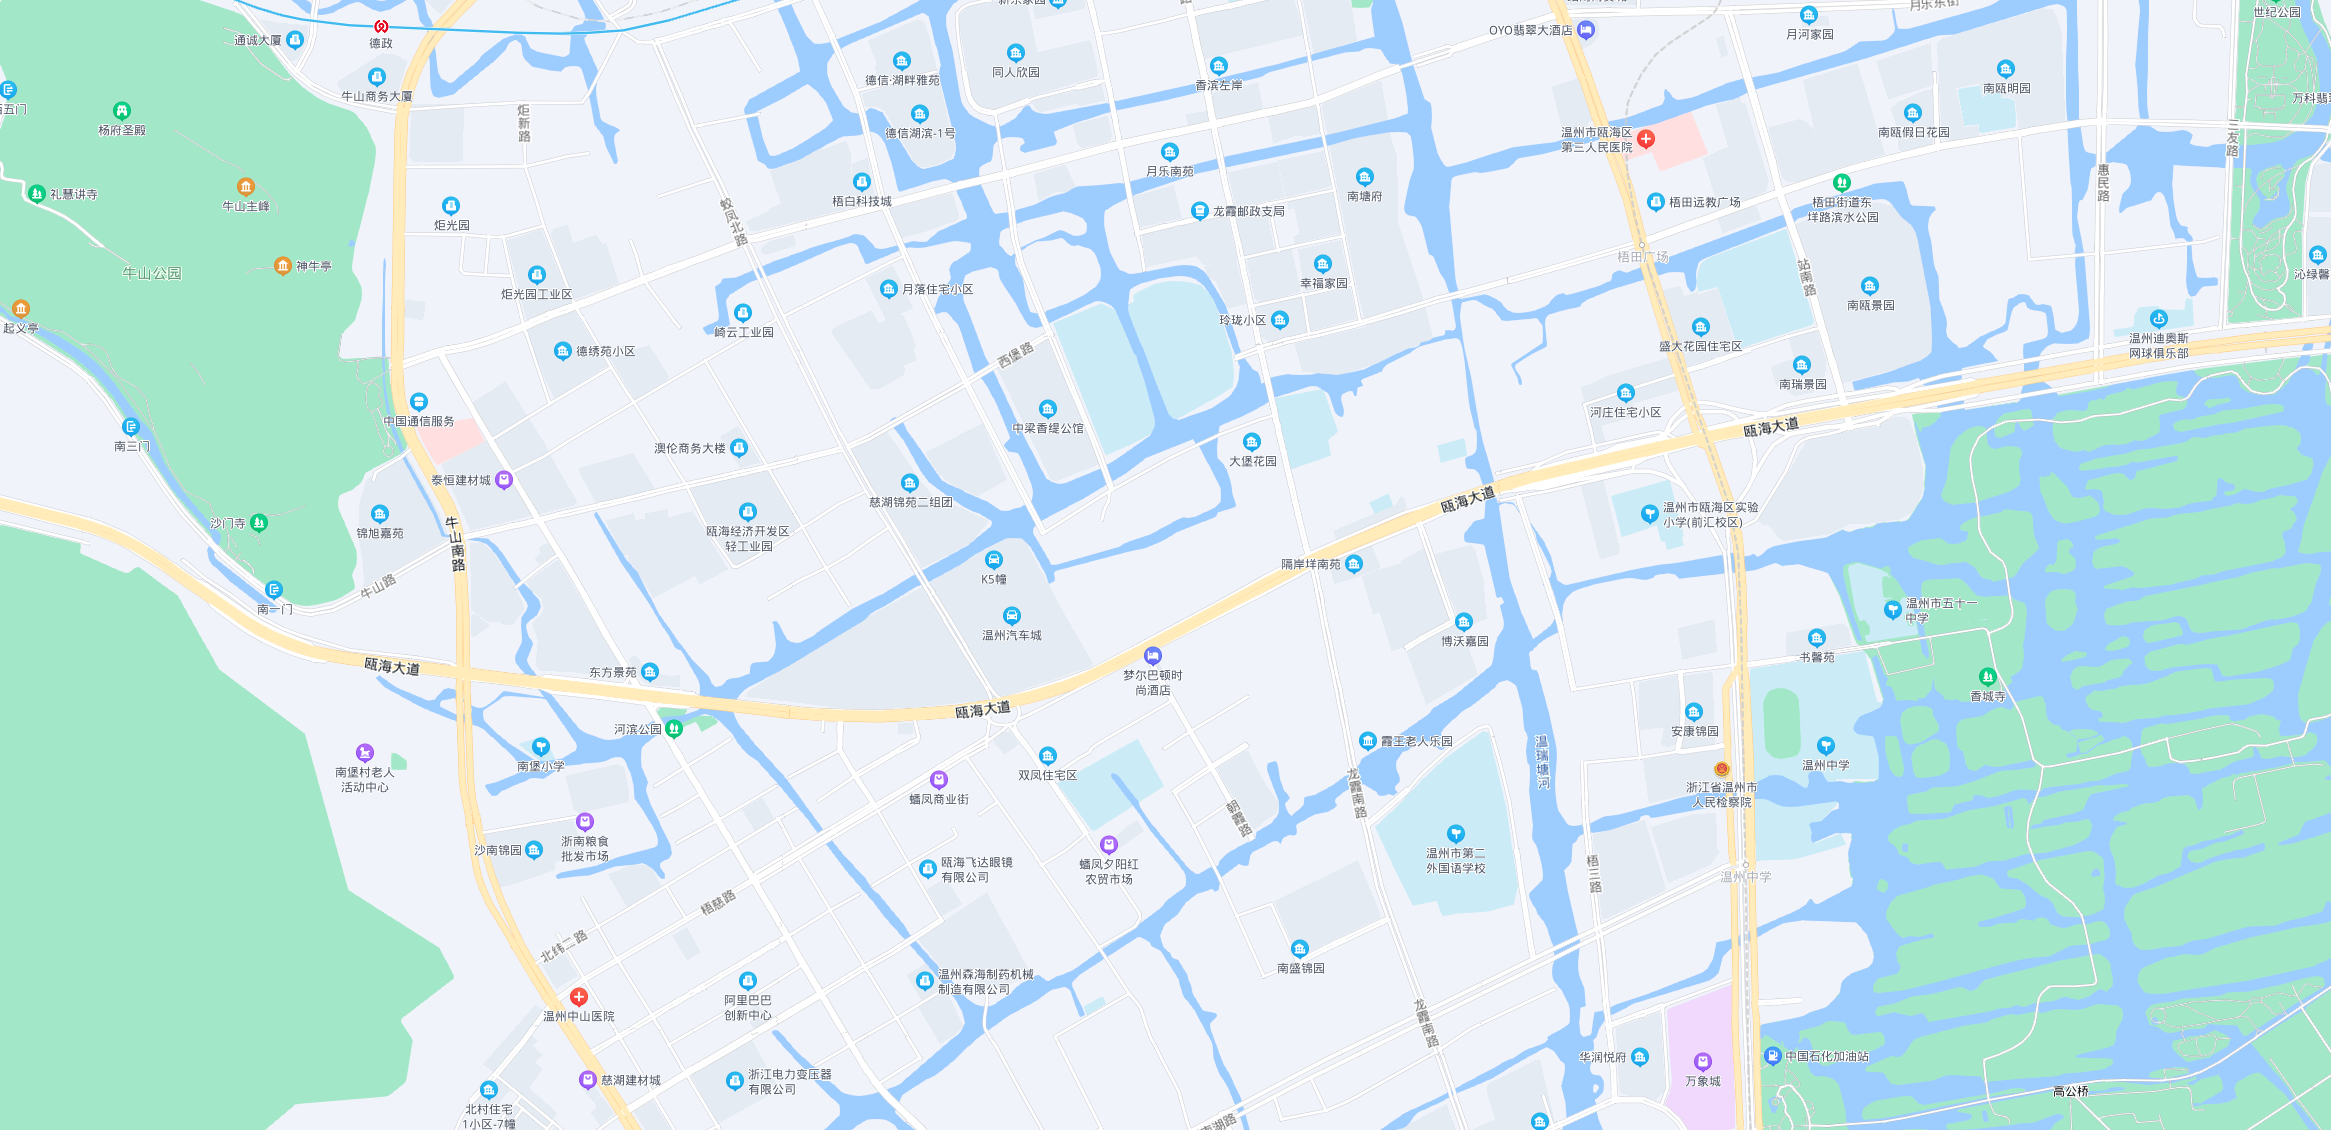 新乐家园
月乐东街
世纪公园
通诚大厦
德政
OYO翡翠大酒店
月河家园
牛山商务大厦
德信·湖畔雅苑
同人欣园
香滨左岸
南瓯明园
杨府圣殿
炬新路
德信湖滨-1号
温州市瓯海区
第三人民医院
南瓯假日花园
三友路
月乐南苑
礼慧讲寺
牛山主峰
炬光园
蛟凤北路
梧白科技城
龙霞邮政支局
南塘府
梧田远教广场
梧田街道东
垟路滨水公园
惠民路
牛山公园
神牛亭
炬光园工业区
月落住宅小区
幸福家园
梧田广场
站南路
南瓯景园
沁绿馨
起义亭
崎云工业园
玲珑小区
盛大花园住宅区
温州迪奥斯
网球俱乐部
德绣苑小区
西堡路
南瑞景园
中国通信服务
中梁香缇公馆
河庄住宅小区
瓯海大道
南三门
澳伦商务大楼
大堡花园
泰恒建材城
慈湖锦苑二组团
瓯海大道
沙门寺
锦旭嘉苑
牛山南路
瓯海经济开发区
轻工业园
温州市瓯海区实验
小学(前汇校区)
K5幢
隔岸垟南苑
南一门
牛山路
温州汽车城
博沃嘉园
温州市五十一
中学
书馨苑
瓯海大道
东方景苑
梦尔巴顿时
尚酒店
香城寺
瓯海大道
河滨公园
安康锦园
霞王老人乐园
温瑞塘河
南堡村老人
活动中心
南堡小学
双凤住宅区
温州中学
蟠凤商业街
朝霞路
龙霞南路
浙江省温州市
人民检察院
沙南锦园
浙南粮食
批发市场
瓯海飞达眼镜
有限公司
蟠凤夕阳红
农贸市场
温州市第二
外国语学校
梧三路
温州中学
梧慈路
北纬二路
温州森海制药机械
制造有限公司
南盛锦园
阿里巴巴
创新中心
温州中山医院
龙霞南路
慈湖建材城
浙江电力变压器
有限公司
华润悦府
万象城
中国石化加油站
高公桥
北村住宅
1小区-7幢